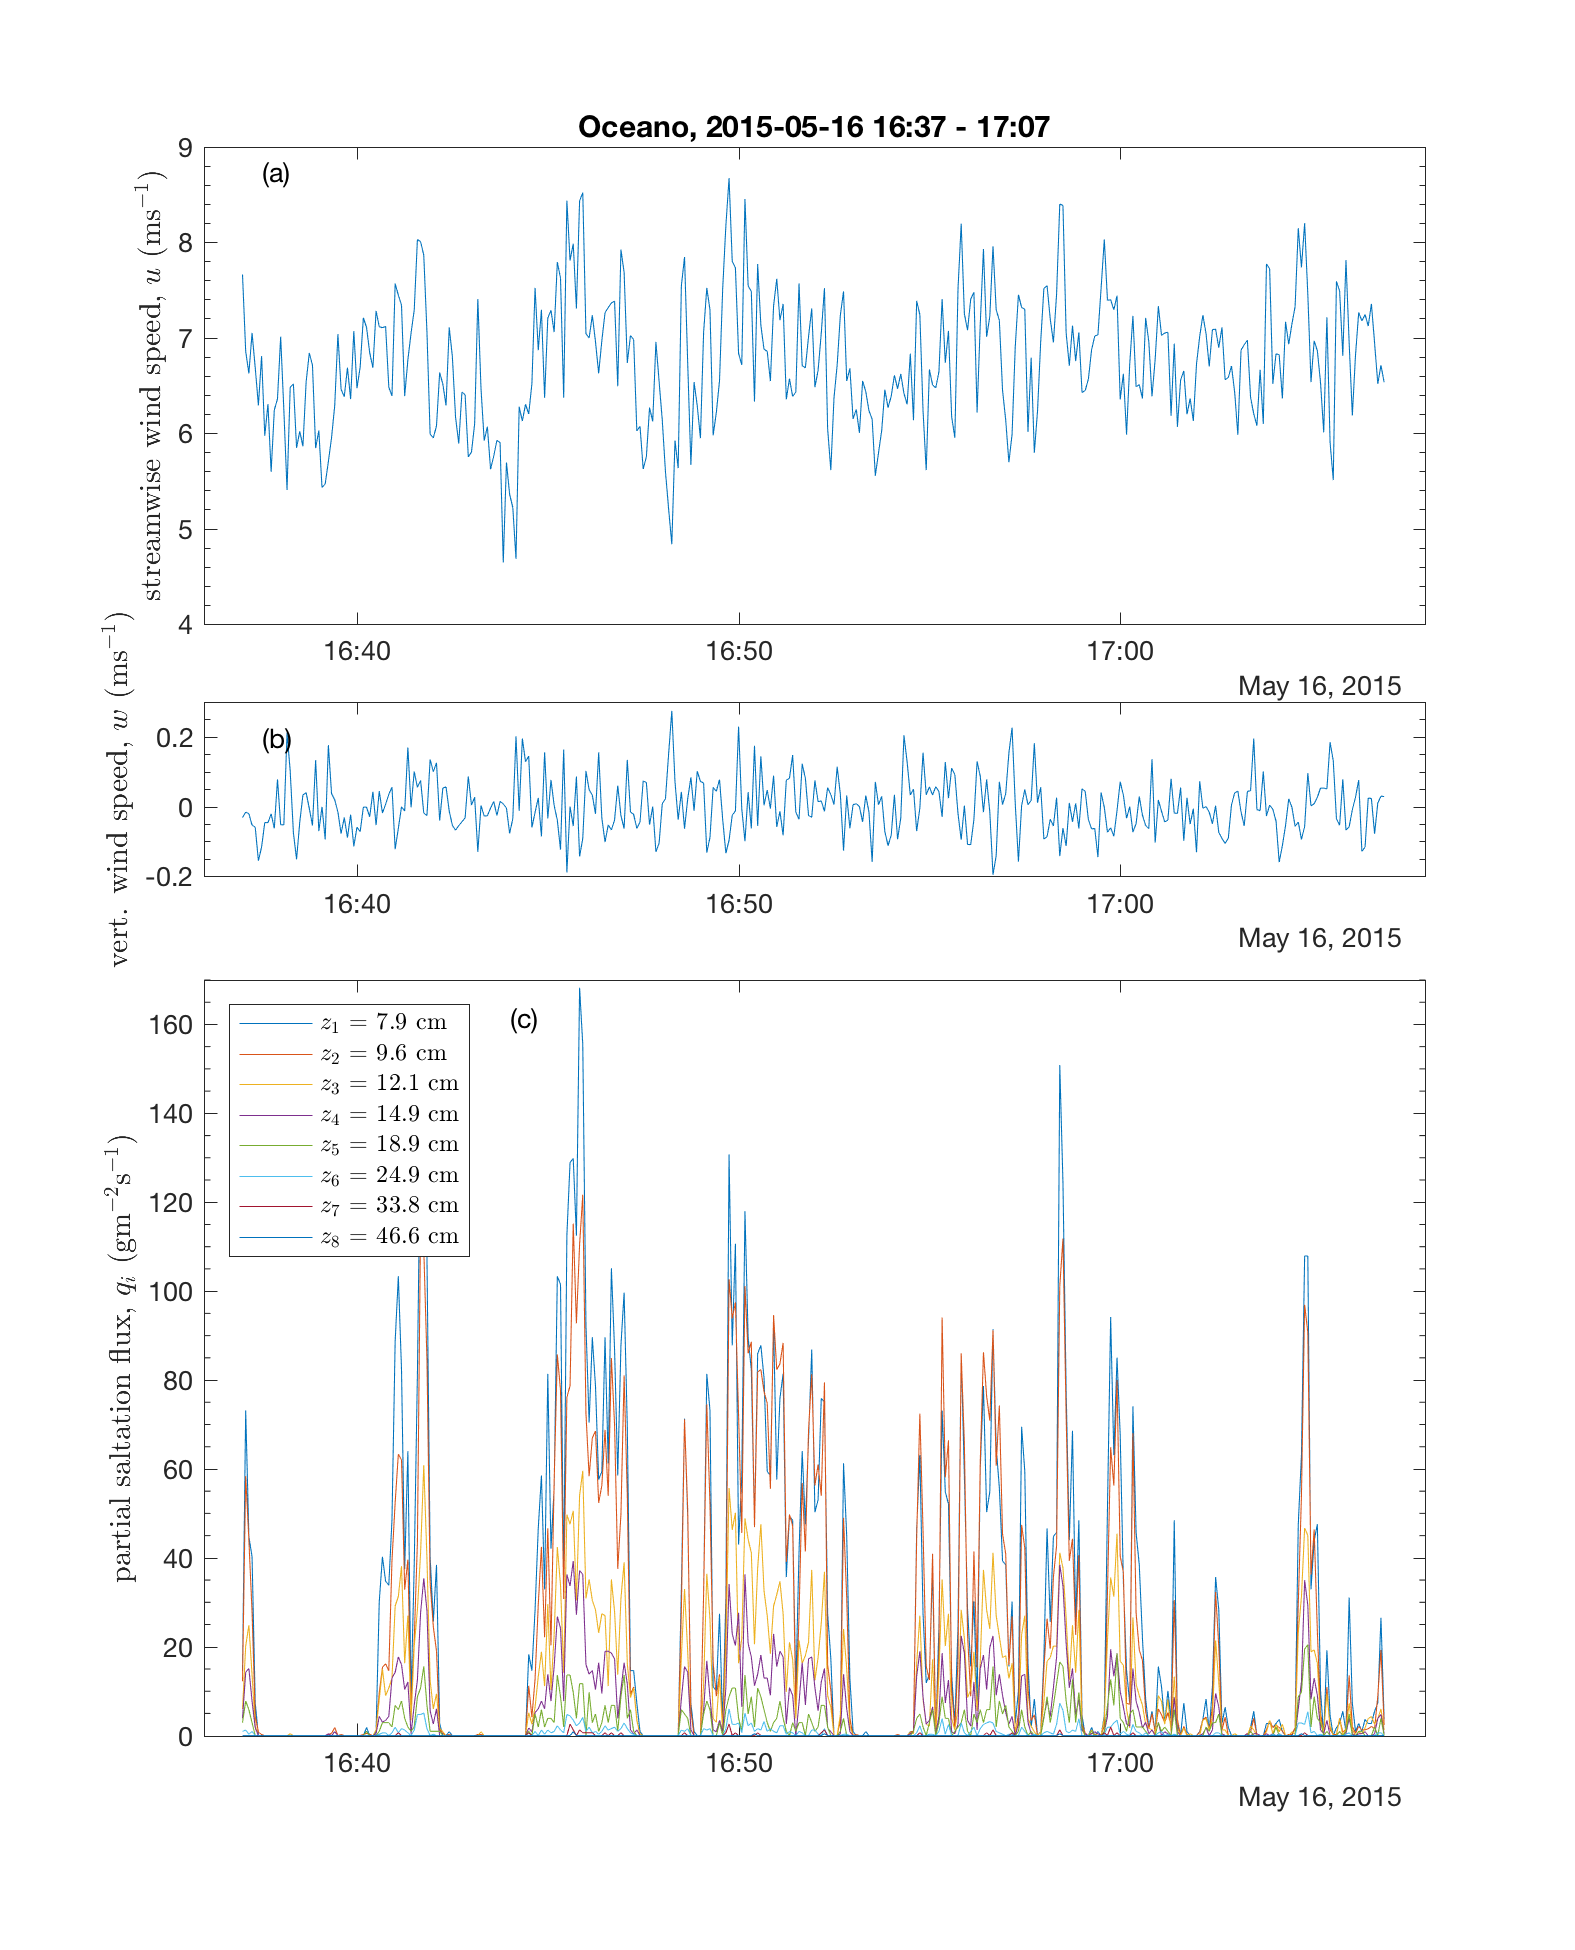 Oceano, 2015-05-16 16:37 - 17:07
(a)
streamwise wind speed, u (ms⁻¹)
9
8
7
6
5
4
16:40 16:50 17:00
May 16, 2015
(b)
vert. wind speed, w (ms⁻¹)
0.2
0
-0.2
16:40 16:50 17:00
May 16, 2015
(c)
partial saltation flux, qᵢ (gm⁻²s⁻¹)
160
140
120
100
80
60
40
20
0
z₁ = 7.9 cm
z₂ = 9.6 cm
z₃ = 12.1 cm
z₄ = 14.9 cm
z₅ = 18.9 cm
z₆ = 24.9 cm
z₇ = 33.8 cm
z₈ = 46.6 cm
16:40 16:50 17:00
May 16, 2015